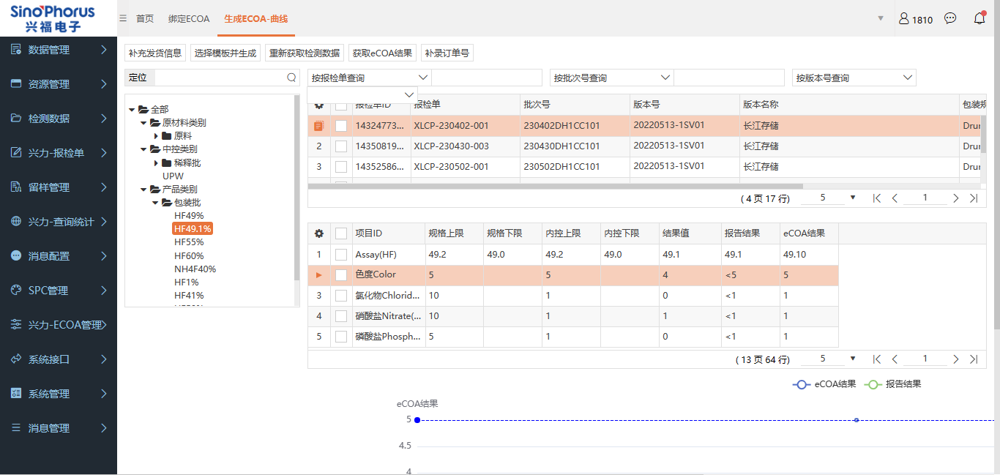 Sino Phorus
兴福电子
首页 绑定ECOA 生成ECOA-曲线 1810
数据管理
资源管理
检测数据
兴力-报检单
留样管理
兴力-查询统计
消息配置
SPC管理
兴力-ECOA管理
系统接口
系统管理
消息管理
补充发货信息 选择模板并生成 重新获取检测数据 获取eCOA结果 补录订单号
定位
按报检单查询 按批次号查询 按版本号查询
全部
原材料类别
原料
中控类别
稀释批
UPW
产品类别
包装批
HF49%
HF49.1%
HF55%
HF60%
NH4F40%
HF1%
HF41%
报检单ID 报检单 批次号 版本号 版本名称 包装规
14324773... XLCP-230402-001 230402DH1CC101 20220513-1SV01 长江存储 Drur
2 14350819... XLCP-230430-003 230430DH1CC101 20220513-1SV01 长江存储 Drur
3 14352586... XLCP-230502-001 230502DH1CC101 20220513-1SV01 长江存储 Drur
( 4 页 17 行) 5 1
项目ID 规格上限 规格下限 内控上限 内控下限 结果值 报告结果 eCOA结果
1 Assay(HF) 49.2 49.0 49.2 49.0 49.1 49.1 49.10
色度Color 5 5 4 <5 5
3 氯化物Chlorid... 10 1 0 <1 1
4 硝酸盐Nitrate(... 10 1 1 <1 1
5 磷酸盐Phosph... 5 1 0 <1 1
( 13 页 64 行) 5 1
eCOA结果 报告结果
eCOA结果
5
4.5
4